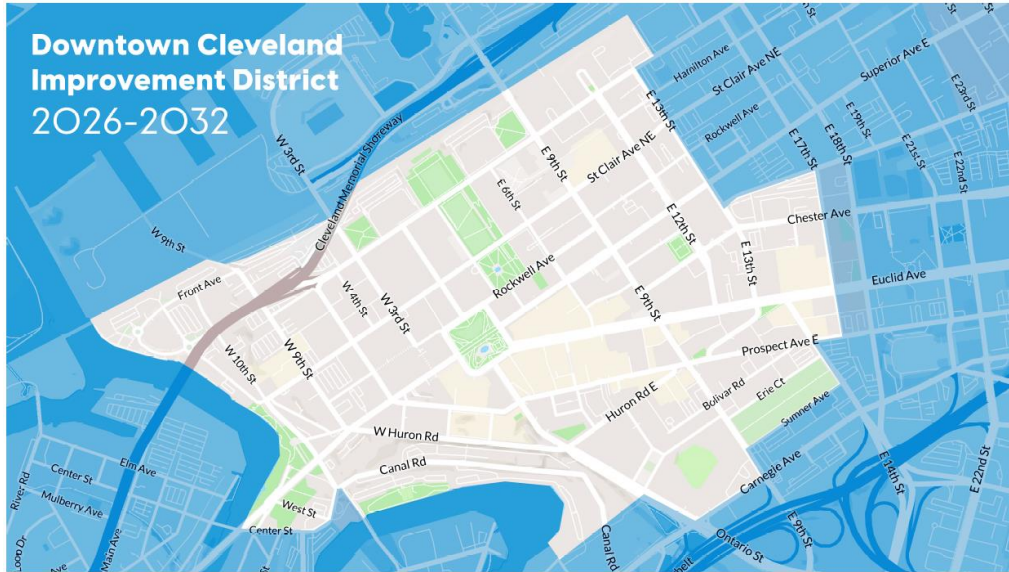 Downtown Cleveland
Improvement District
2026-2032
Hamilton Ave
St Clair Ave NE
Superior Ave E
E 23rd St
Rockwell Ave
E 13th St
E 19th St
E 18th St
E 17th St
E 21st St
E 22nd St
W 3rd St
Cleveland Memorial Shoreway
E 9th St
St Clair Ave NE
E 6th St
E 12th St
Chester Ave
W 9th St
E 13th St
Front Ave
Rockwell Ave
Euclid Ave
W 4th St
W 3rd St
E 9th St
W 10th St
W 9th St
Prospect Ave E
Huron Rd E
Bolivar Rd
Erie Ct
Sumner Ave
W Huron Rd
Canal Rd
Carnegie Ave
E 14th St
E 22nd St
River Rd
Center St
Elm Ave
Mulberry Ave
West St
Center St
Main Ave
Loop Dr
Ave
Canal Rd
Ontario St
E 9th St
belt